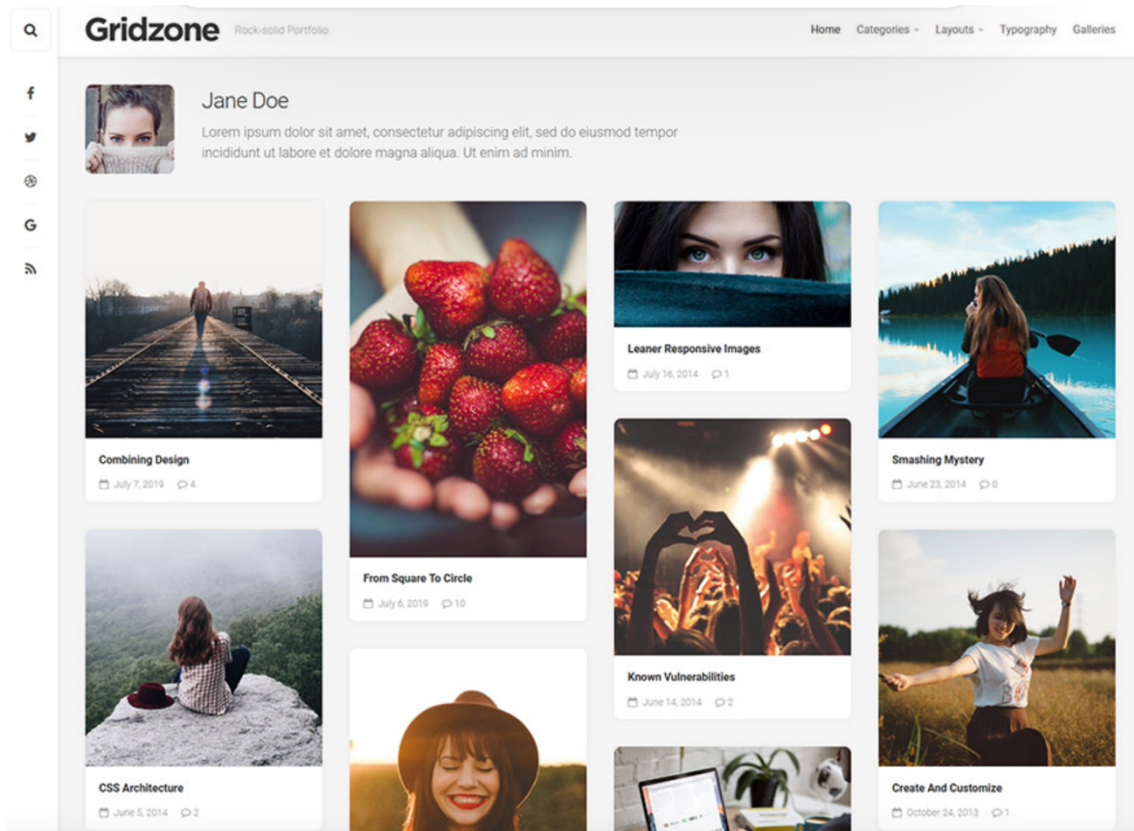 Gridzone
Rock-solid Portfolio
Home Categories Layouts Typography Galleries
Jane Doe
Lorem ipsum dolor sit amet, consectetur adipiscing elit, sed do eiusmod tempor
incididunt ut labore et dolore magna aliqua. Ut enim ad minim.
Combining Design
July 7, 2019 4
CSS Architecture
June 5, 2014 2
From Square To Circle
July 6, 2019 10
Leaner Responsive Images
July 16, 2014 1
Known Vulnerabilities
June 14, 2014 2
Smashing Mystery
June 23, 2014 0
Create And Customize
October 24, 2013 1